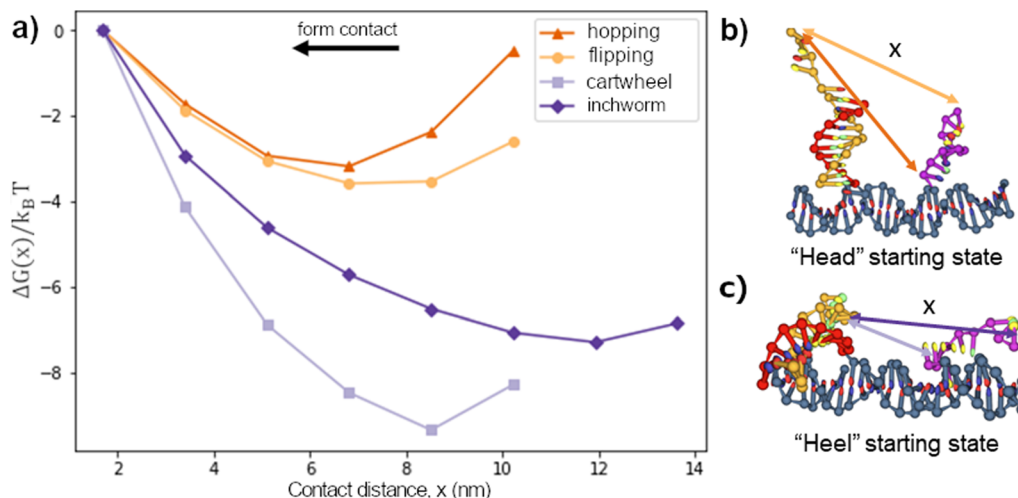 a)
form contact
hopping
flipping
cartwheel
inchworm
0
−2
−4
−6
−8
ΔG(x)/k_BT
2
4
6
8
10
12
14
Contact distance, x (nm)
b)
x
“Head” starting state
c)
x
“Heel” starting state